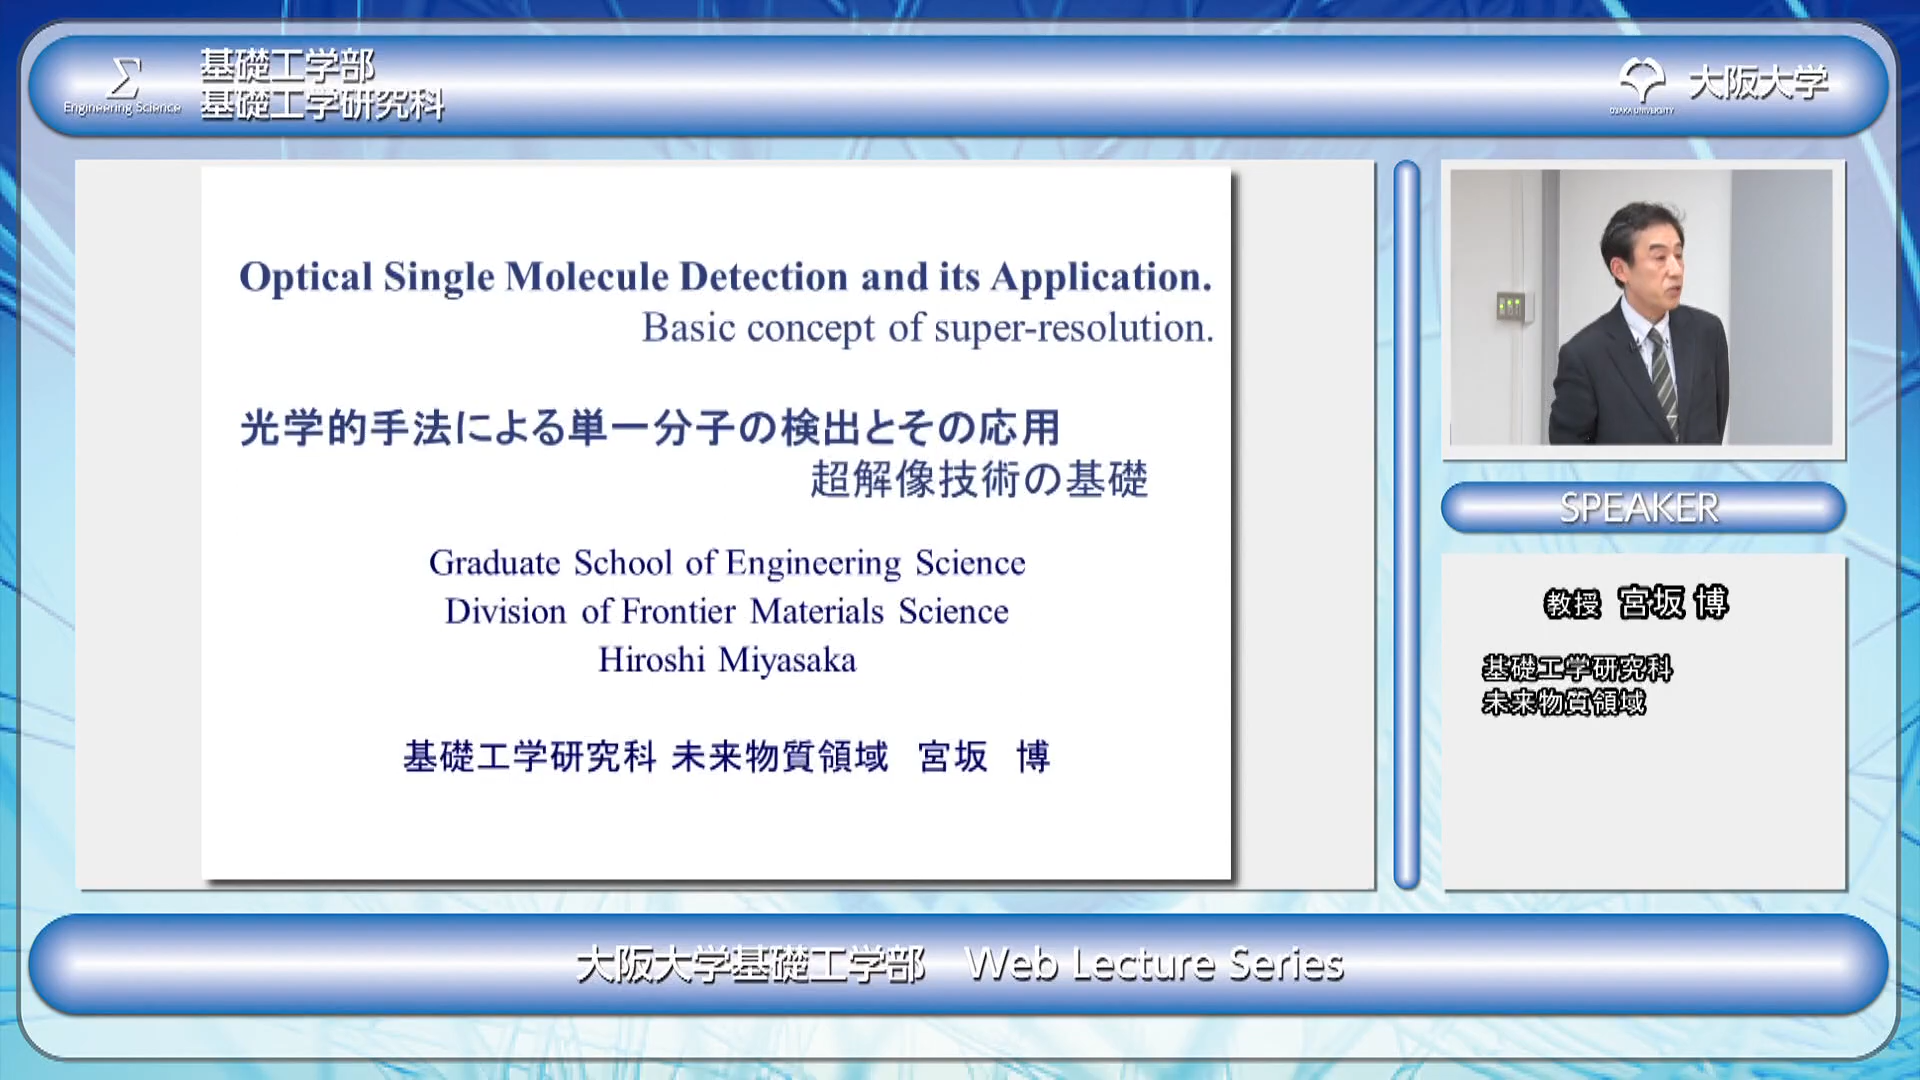 Σ
Engineering Science
基礎工学部
基礎工学研究科
OSAKA UNIVERSITY
大阪大学
Optical Single Molecule Detection and its Application.
Basic concept of super-resolution.
光学的手法による単一分子の検出とその応用
超解像技術の基礎
Graduate School of Engineering Science
Division of Frontier Materials Science
Hiroshi Miyasaka
基礎工学研究科 未来物質領域　宮坂　博
SPEAKER
教授 宮坂 博
基礎工学研究科
未来物質領域
大阪大学基礎工学部　Web Lecture Series